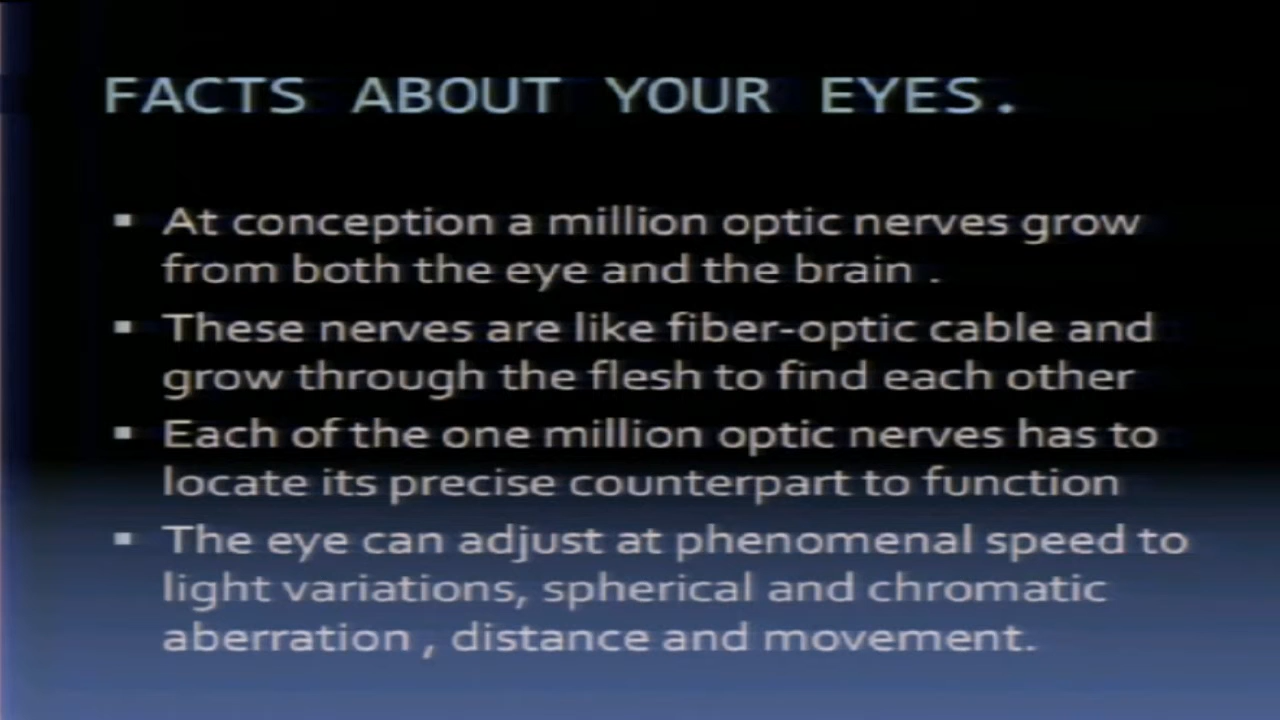 FACTS ABOUT YOUR EYES.
▪ At conception a million optic nerves grow
from both the eye and the brain .
▪ These nerves are like fiber-optic cable and
grow through the flesh to find each other
▪ Each of the one million optic nerves has to
locate its precise counterpart to function
▪ The eye can adjust at phenomenal speed to
light variations, spherical and chromatic
aberration , distance and movement.